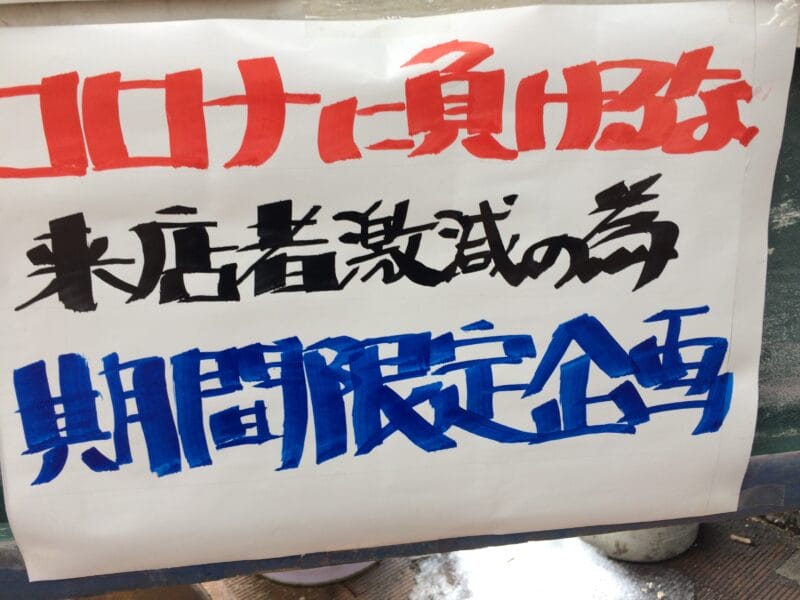 コロナに負けるな
来店者激減の為
期間限定企画